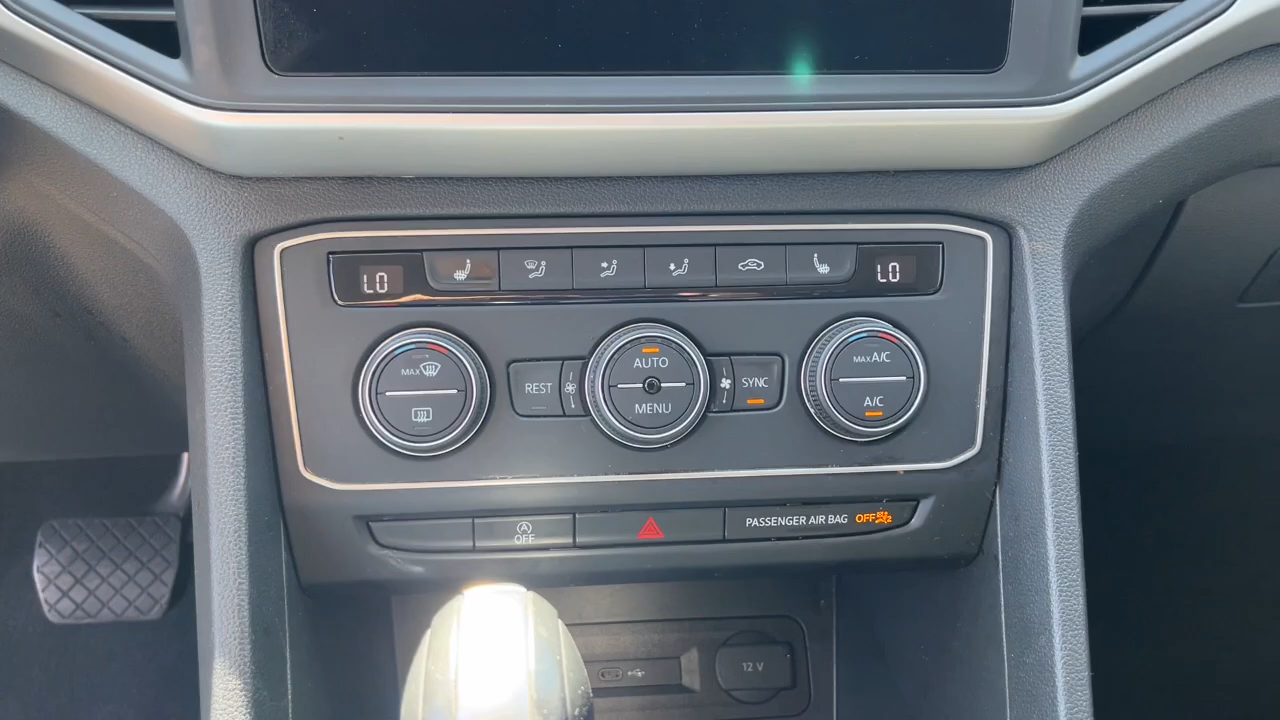 LO
LO
MAX
AUTO
MAX A/C
REST
SYNC
MENU
A/C
A
OFF
PASSENGER AIR BAG OFF
12 V